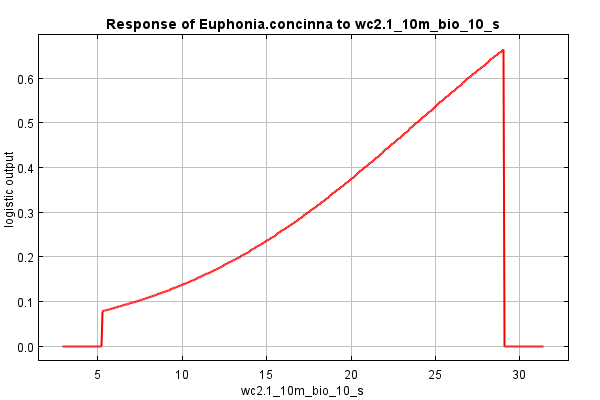 Response of Euphonia.concinna to wc2.1_10m_bio_10_s
0.6
0.5
0.4
0.3
0.2
0.1
0.0
logistic output
5 10 15 20 25 30
wc2.1_10m_bio_10_s